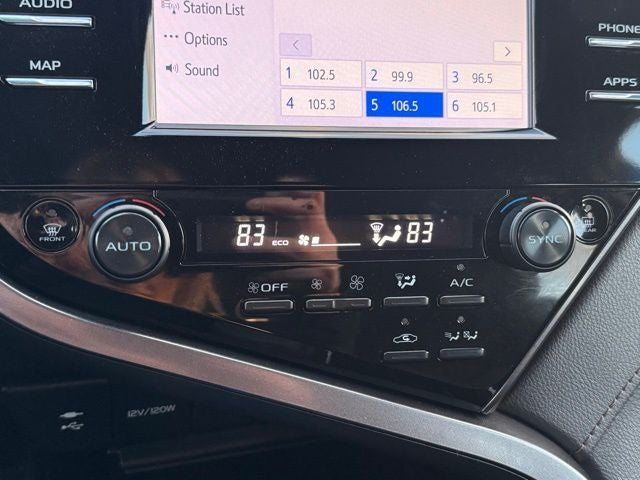 AUDIO
Station List
Options
MAP
Sound
PHONE
APPS
1 102.5 2 99.9 3 96.5
4 105.3 5 106.5 6 105.1
FRONT
AUTO
83 ECO 83
SYNC
REAR
OFF
A/C
12V/120W